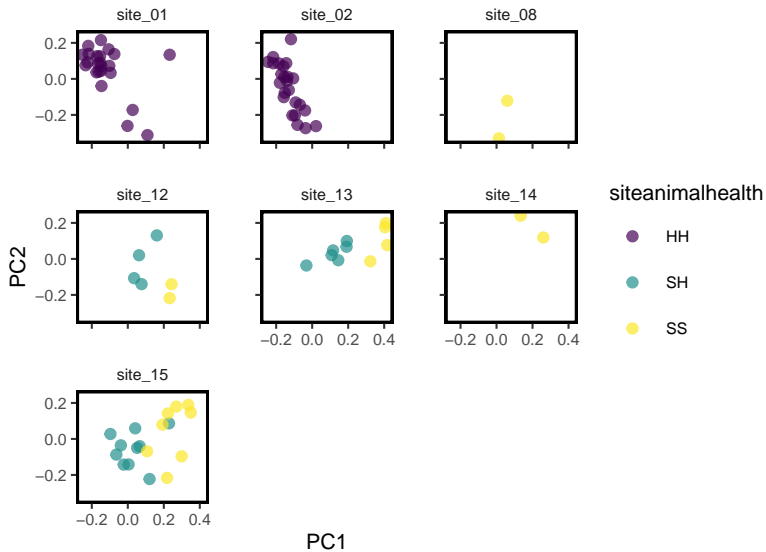 site_01 site_02 site_08
0.2
0.0
−0.2
site_12 site_13 site_14
0.2
0.0
−0.2
−0.2 0.0 0.2 0.4 −0.2 0.0 0.2 0.4
site_15
0.2
0.0
−0.2
−0.2 0.0 0.2 0.4
PC1
PC2
siteanimalhealth
HH
SH
SS